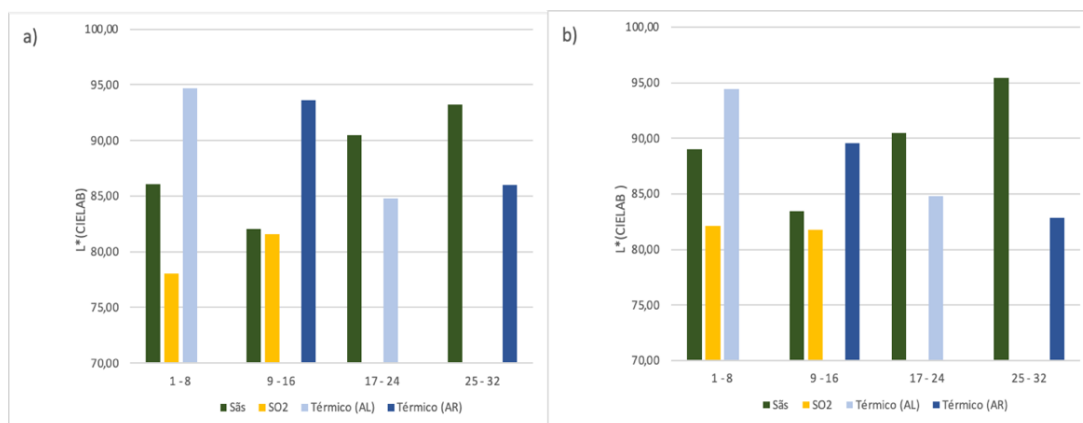 a)
100,00
95,00
90,00
85,00
80,00
75,00
70,00
L*(CIELAB)
1 - 8
9 - 16
17 - 24
25 - 32
Sãs
SO2
Térmico (AL)
Térmico (AR)
b)
100,00
95,00
90,00
85,00
80,00
75,00
70,00
L*(CIELAB )
1 - 8
9 - 16
17 - 24
25 - 32
Sãs
SO2
Térmico (AL)
Térmico (AR)